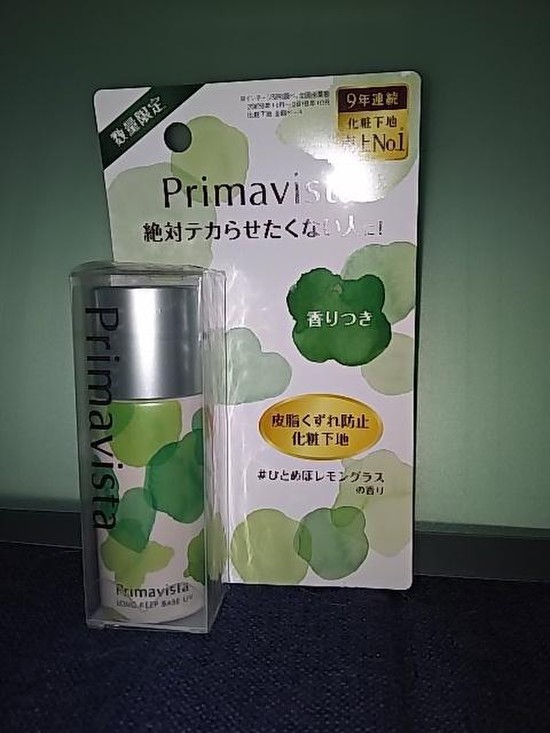 数量限定
9年連続
化粧下地
売上No.1
Primavista
絶対テカらせたくない人に!
香りつき
皮脂くずれ防止
化粧下地
#ひとめぼレモングラス
の香り
Primavista
Primavista
LONG KEEP BASE UV